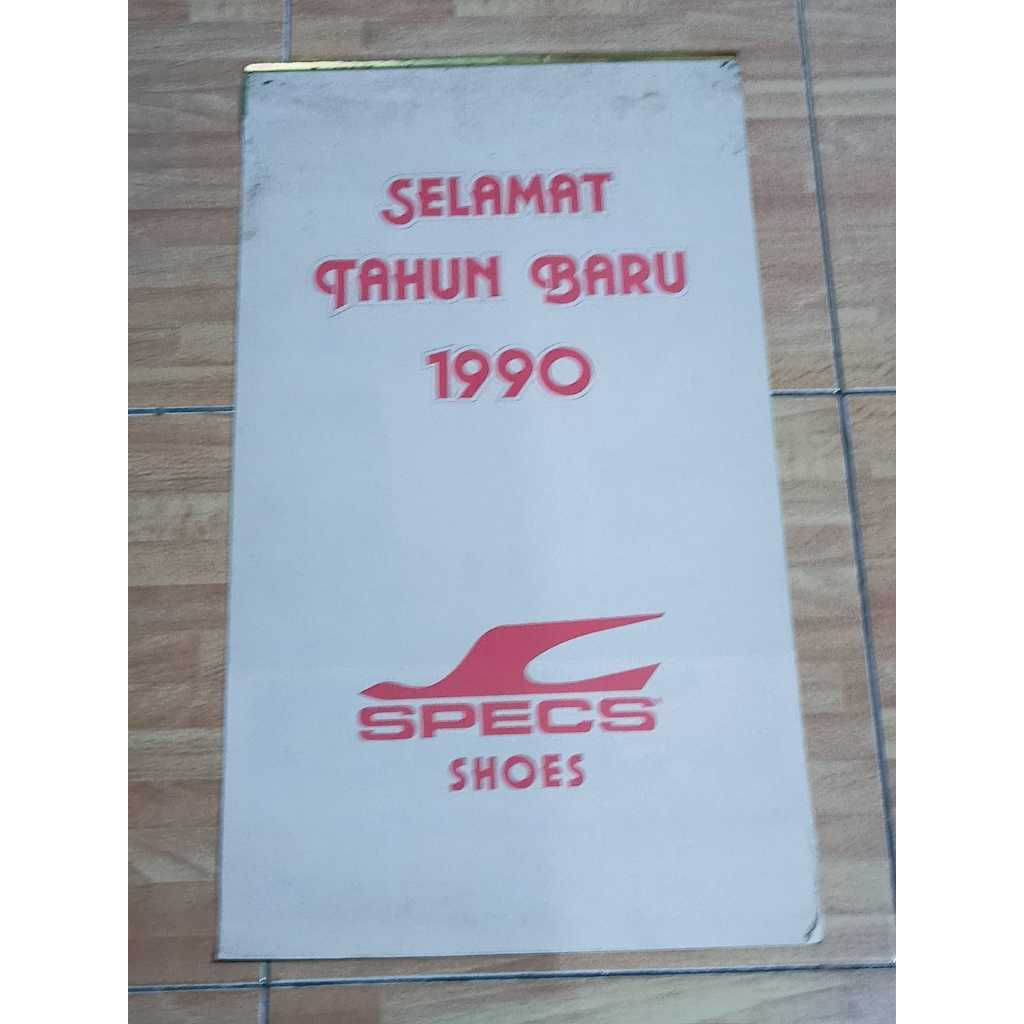 SELAMAT
TAHUN BARU
1990
SPECS
SHOES